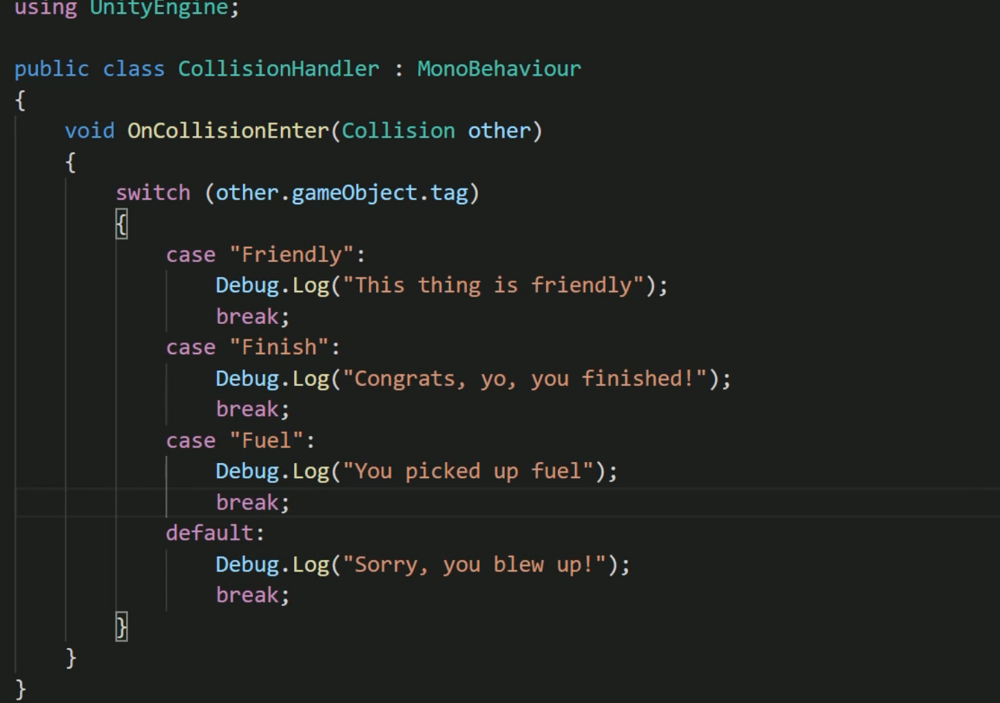 using UnityEngine;
public class CollisionHandler : MonoBehaviour
{
void OnCollisionEnter(Collision other)
{
switch (other.gameObject.tag)
{
case "Friendly":
Debug.Log("This thing is friendly");
break;
case "Finish":
Debug.Log("Congrats, yo, you finished!");
break;
case "Fuel":
Debug.Log("You picked up fuel");
break;
default:
Debug.Log("Sorry, you blew up!");
break;
}
}
}